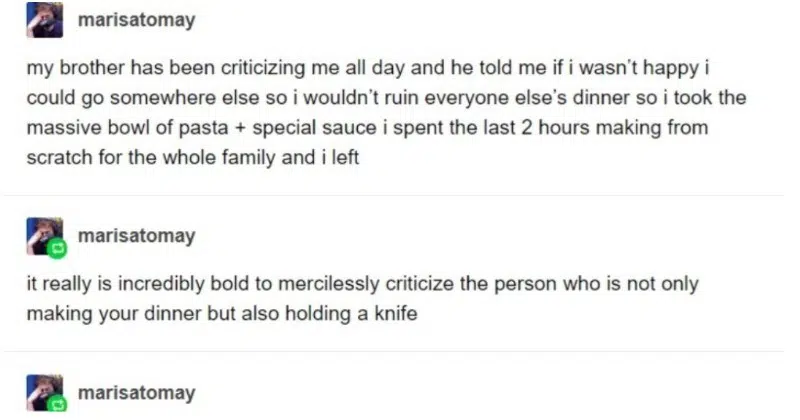 marisatomay
my brother has been criticizing me all day and he told me if i wasn't happy i
could go somewhere else so i wouldn't ruin everyone else's dinner so i took the
massive bowl of pasta + special sauce i spent the last 2 hours making from
scratch for the whole family and i left
marisatomay
it really is incredibly bold to mercilessly criticize the person who is not only
making your dinner but also holding a knife
marisatomay